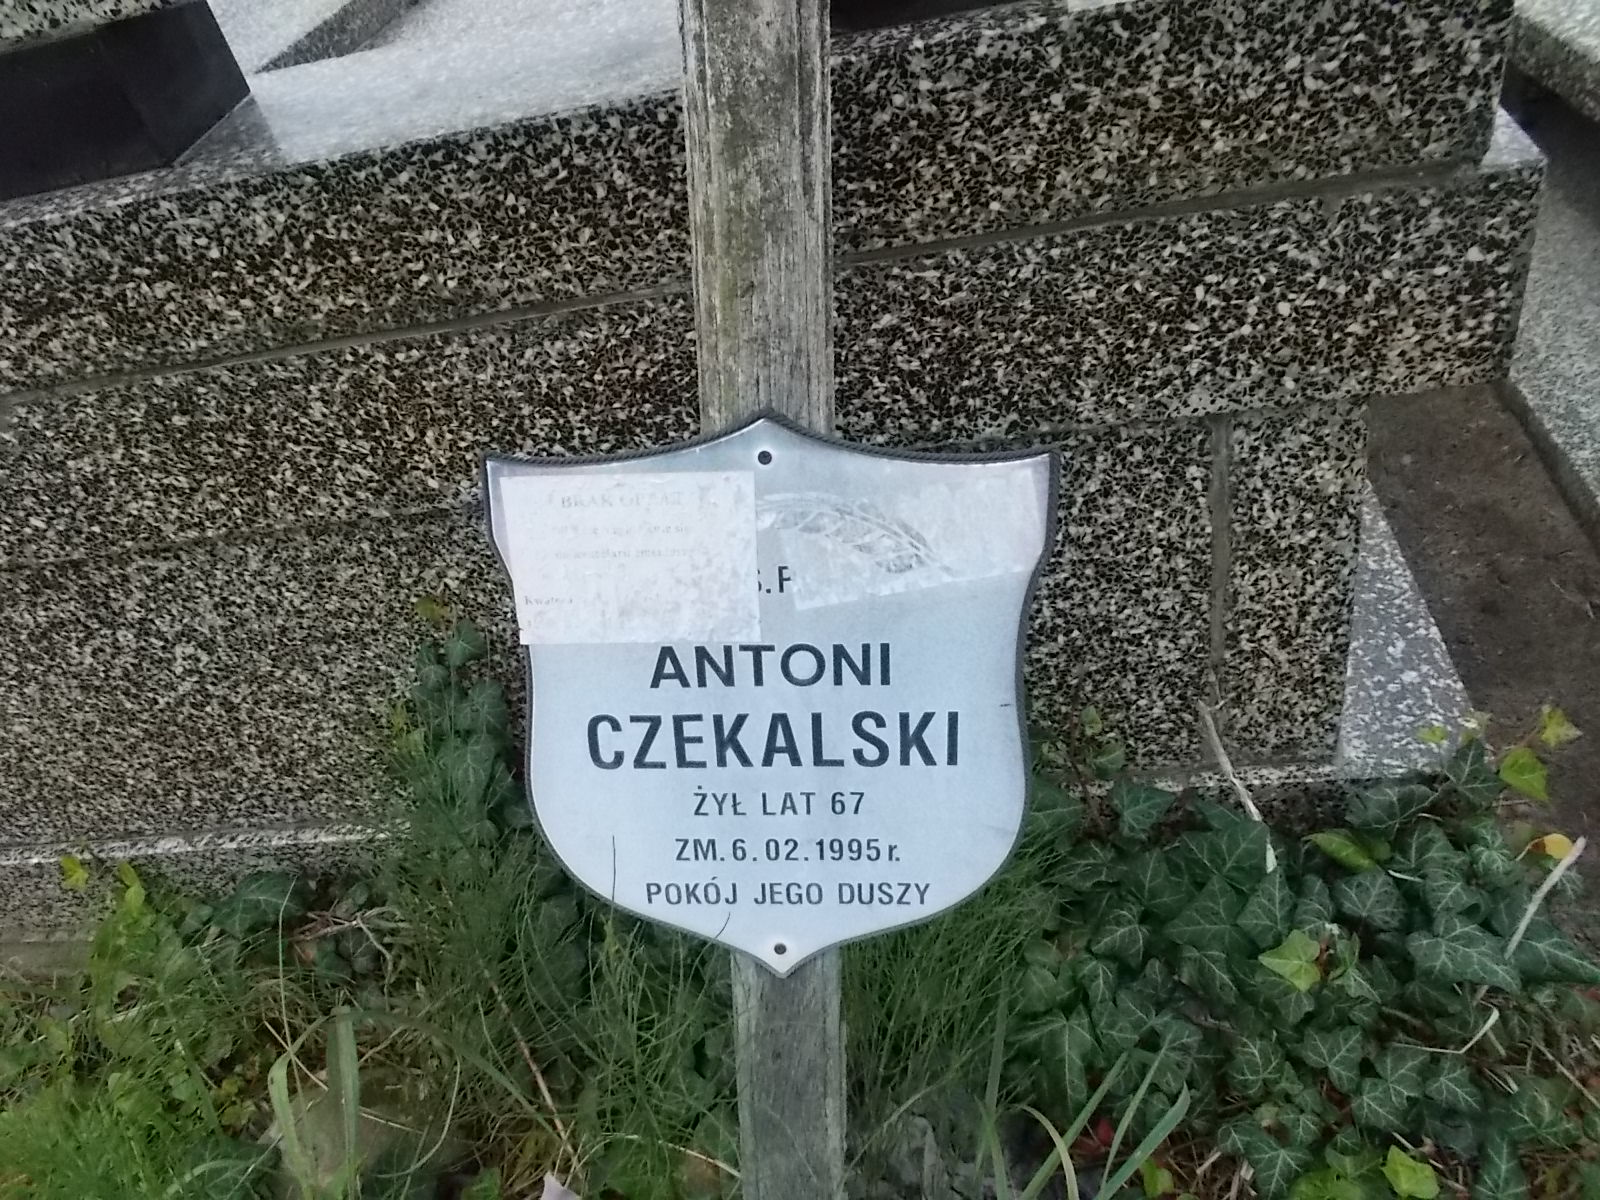 BRAK OPŁAT
Ś.P
ANTONI
CZEKALSKI
ŻYŁ LAT 67
ZM. 6.02.1995 r.
POKÓJ JEGO DUSZY